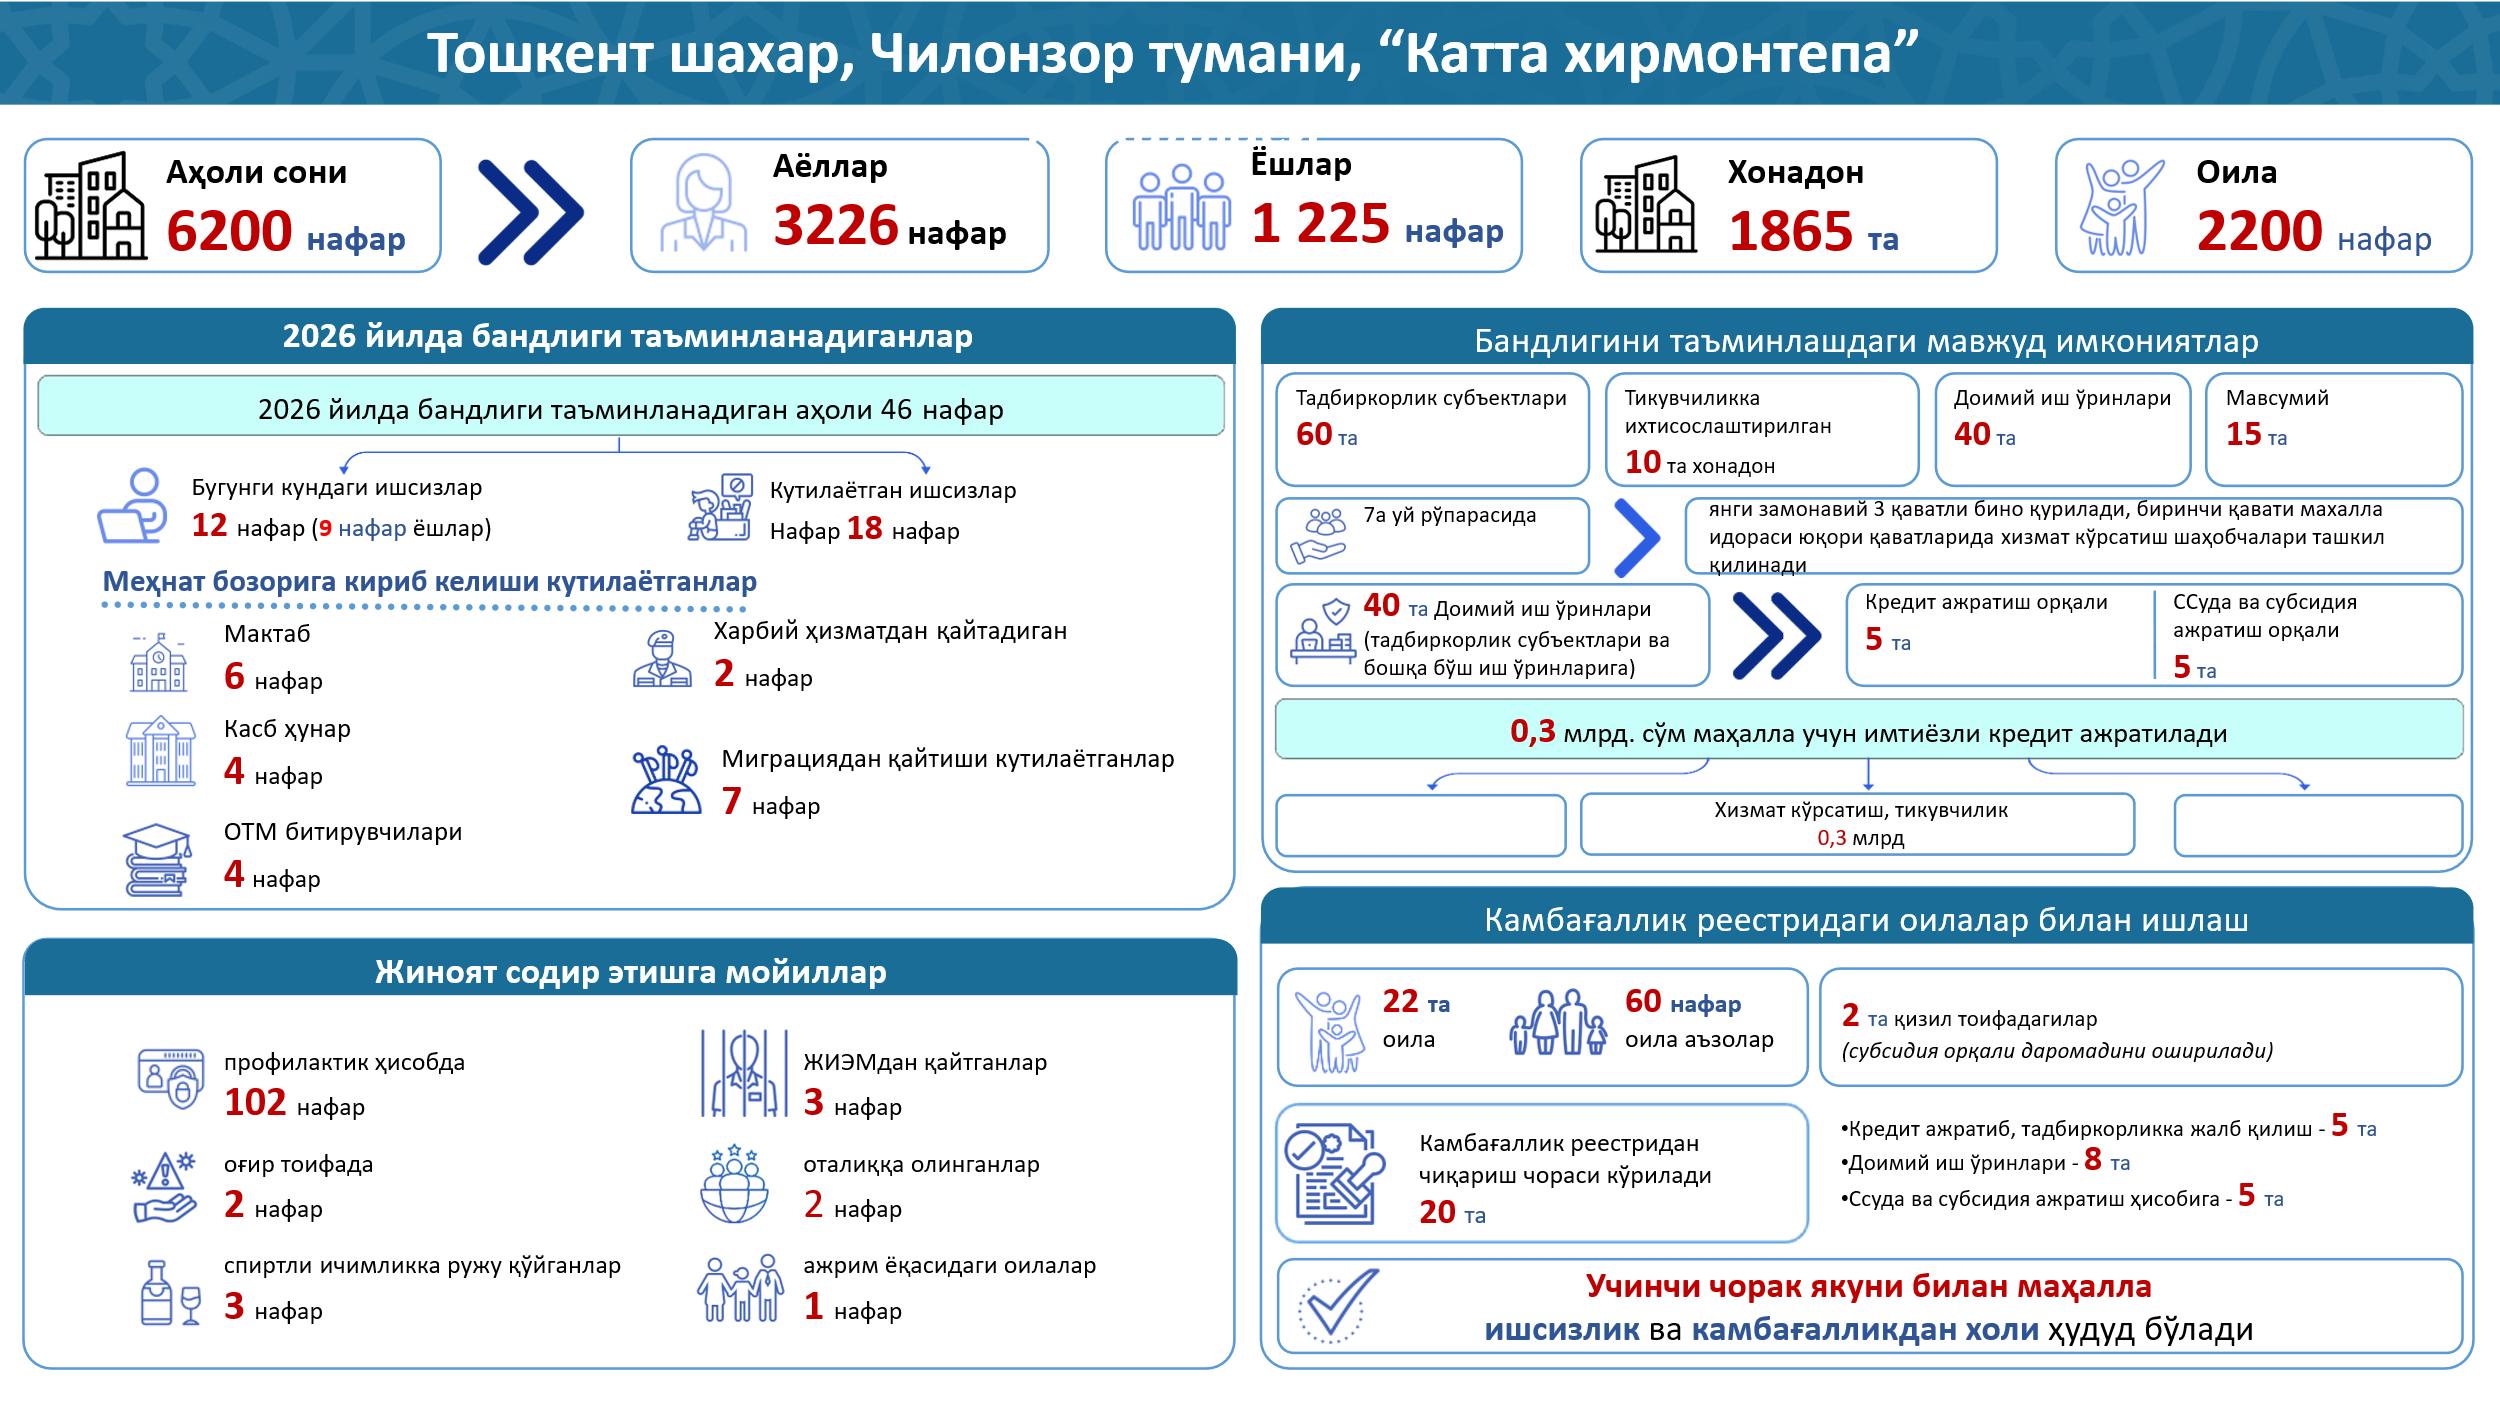 Тошкент шахар, Чилонзор тумани, “Катта хирмонтепа”
Аҳоли сони
6200 нафар
Аёллар
3226 нафар
Ёшлар
1 225 нафар
Хонадон
1865 та
Оила
2200 нафар
2026 йилда бандлиги таъминланадиганлар
2026 йилда бандлиги таъминланадиган аҳоли 46 нафар
Бугунги кундаги ишсизлар
12 нафар (9 нафар ёшлар)
Кутилаётган ишсизлар
Нафар 18 нафар
Меҳнат бозорига кириб келиши кутилаётганлар
Мактаб
6 нафар
Харбий ҳизматдан қайтадиган
2 нафар
Касб ҳунар
4 нафар
Миграциядан қайтиши кутилаётганлар
7 нафар
ОТМ битирувчилари
4 нафар
Жиноят содир этишга мойиллар
профилактик ҳисобда
102 нафар
ЖИЭМдан қайтганлар
3 нафар
оғир тоифада
2 нафар
оталиққа олинганлар
2 нафар
спиртли ичимликка ружу қўйганлар
3 нафар
ажрим ёқасидаги оилалар
1 нафар
Бандлигини таъминлашдаги мавжуд имкониятлар
Тадбиркорлик субъектлари
60 та
Тикувчиликка
ихтисослаштирилган
10 та хонадон
Доимий иш ўринлари
40 та
Мавсумий
15 та
7а уй рўпарасида
янги замонавий 3 қаватли бино қурилади, биринчи қавати махалла
идораси юқори қаватларида хизмат кўрсатиш шаҳобчалари ташкил
қилинади
40 та Доимий иш ўринлари
(тадбиркорлик субъектлари ва
бошқа бўш иш ўринларига)
Кредит ажратиш орқали
5 та
ССуда ва субсидия
ажратиш орқали
5 та
0,3 млрд. сўм маҳалла учун имтиёзли кредит ажратилади
Хизмат кўрсатиш, тикувчилик
0,3 млрд
Камбағаллик реестридаги оилалар билан ишлаш
22 та
оила
60 нафар
оила аъзолар
2 та қизил тоифадагилар
(субсидия орқали даромадини оширилади)
Камбағаллик реестридан
чиқариш чораси кўрилади
20 та
•Кредит ажратиб, тадбиркорликка жалб қилиш - 5 та
•Доимий иш ўринлари - 8 та
•Ссуда ва субсидия ажратиш ҳисобига - 5 та
Учинчи чорак якуни билан маҳалла
ишсизлик ва камбағалликдан холи ҳудуд бўлади